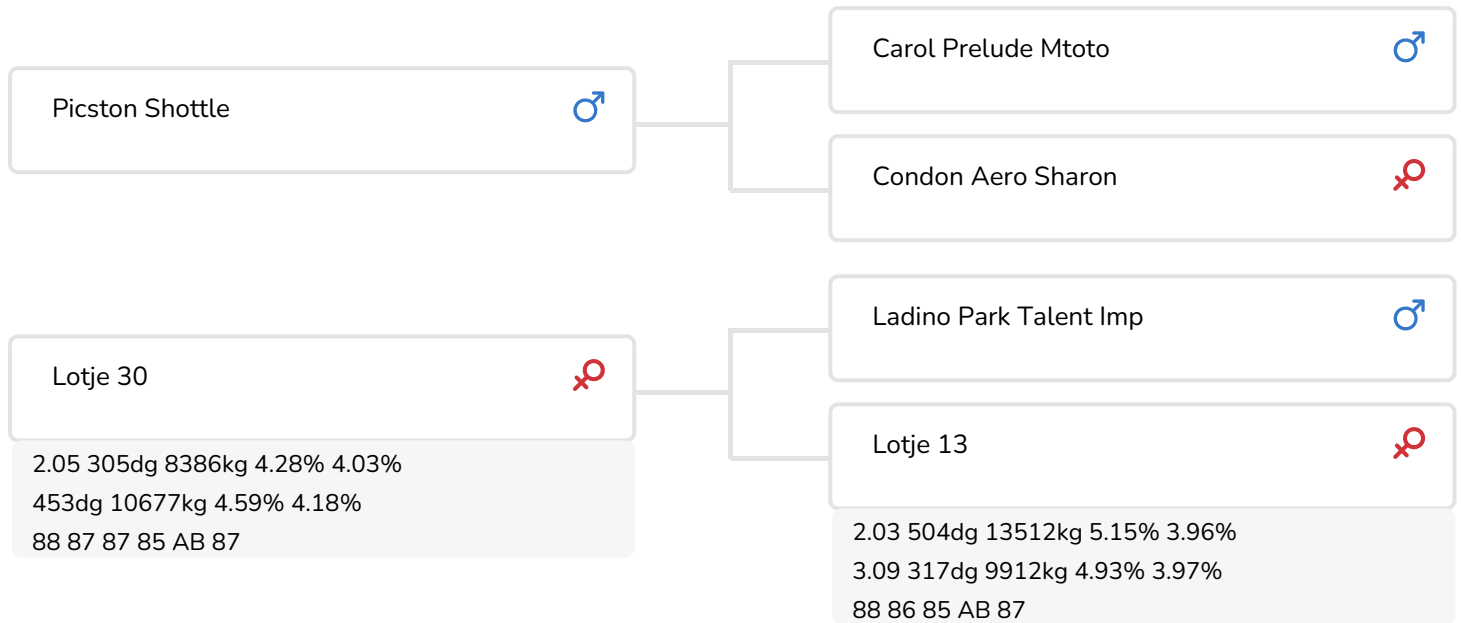 Carol Prelude Mtoto
Picston Shottle
Condon Aero Sharon
Ladino Park Talent Imp
Lotje 30
Lotje 13
2.05 305dg 8386kg 4.28% 4.03%
453dg 10677kg 4.59% 4.18%
88 87 87 85 AB 87
2.03 504dg 13512kg 5.15% 3.96%
3.09 317dg 9912kg 4.93% 3.97%
88 86 85 AB 87